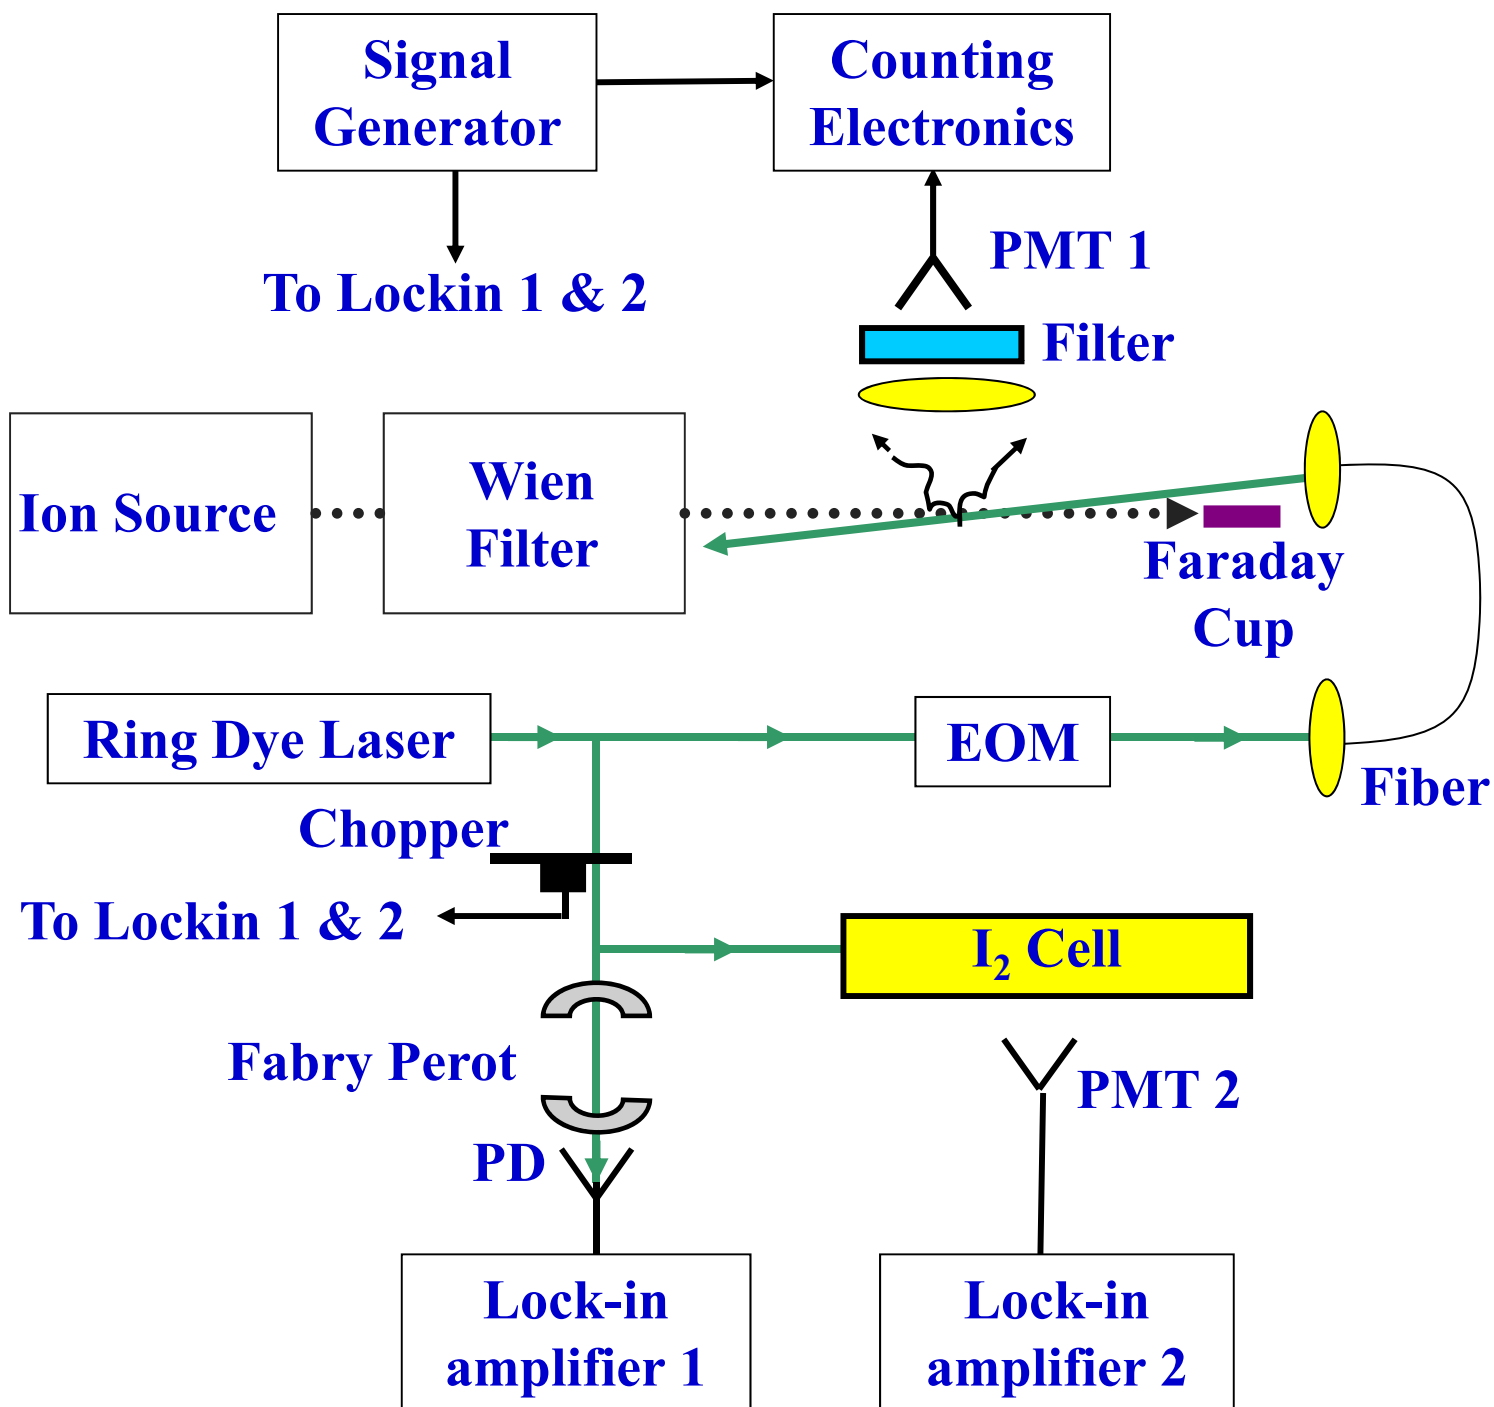 Signal
Generator
Counting
Electronics
PMT 1
To Lockin 1 & 2
Filter
Ion Source
Wien
Filter
Faraday
Cup
Ring Dye Laser
EOM
Fiber
Chopper
To Lockin 1 & 2
I₂ Cell
Fabry Perot
PMT 2
PD
Lock-in
amplifier 1
Lock-in
amplifier 2